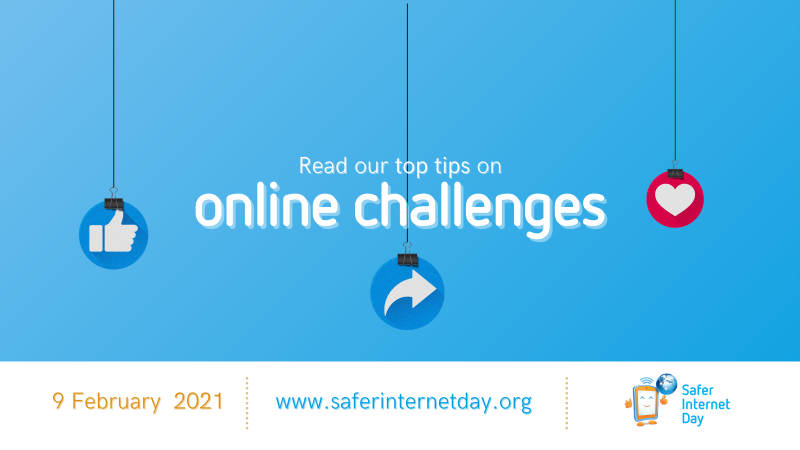 Read our top tips on
online challenges
9 February 2021
www.saferinternetday.org
Safer
Internet
Day